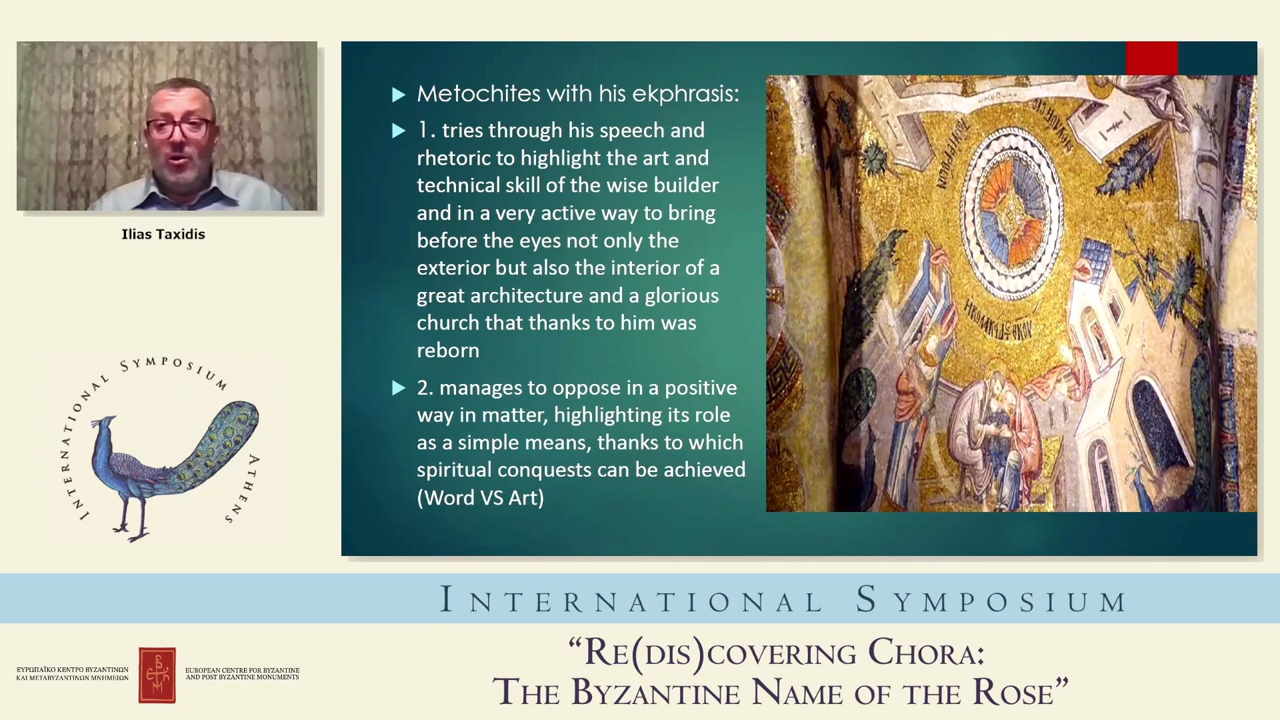 Ilias Taxidis
INTERNATIONAL SYMPOSIUM ATHENS
Metochites with his ekphrasis:
1. tries through his speech and
rhetoric to highlight the art and
technical skill of the wise builder
and in a very active way to bring
before the eyes not only the
exterior but also the interior of a
great architecture and a glorious
church that thanks to him was
reborn
2. manages to oppose in a positive
way in matter, highlighting its role
as a simple means, thanks to which
spiritual conquests can be achieved
(Word VS Art)
INTERNATIONAL SYMPOSIUM
“RE(DIS)COVERING CHORA:
THE BYZANTINE NAME OF THE ROSE”
ΕΥΡΩΠΑΪΚΟ ΚΕΝΤΡΟ ΒΥΖΑΝΤΙΝΩΝ
ΚΑΙ ΜΕΤΑΒΥΖΑΝΤΙΝΩΝ ΜΝΗΜΕΙΩΝ
EUROPEAN CENTRE FOR BYZANTINE
AND POST BYZANTINE MONUMENTS